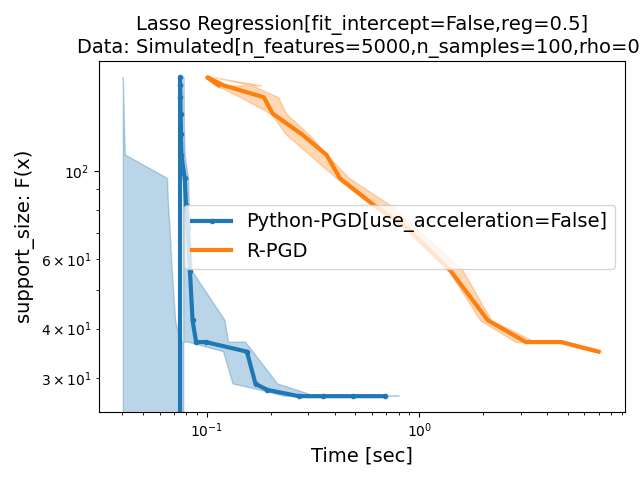 Lasso Regression[fit_intercept=False,reg=0.5]
Data: Simulated[n_features=5000,n_samples=100,rho=0
support_size: F(x)
10²
6 × 10¹
4 × 10¹
3 × 10¹
Python-PGD[use_acceleration=False]
R-PGD
10⁻¹
10⁰
Time [sec]